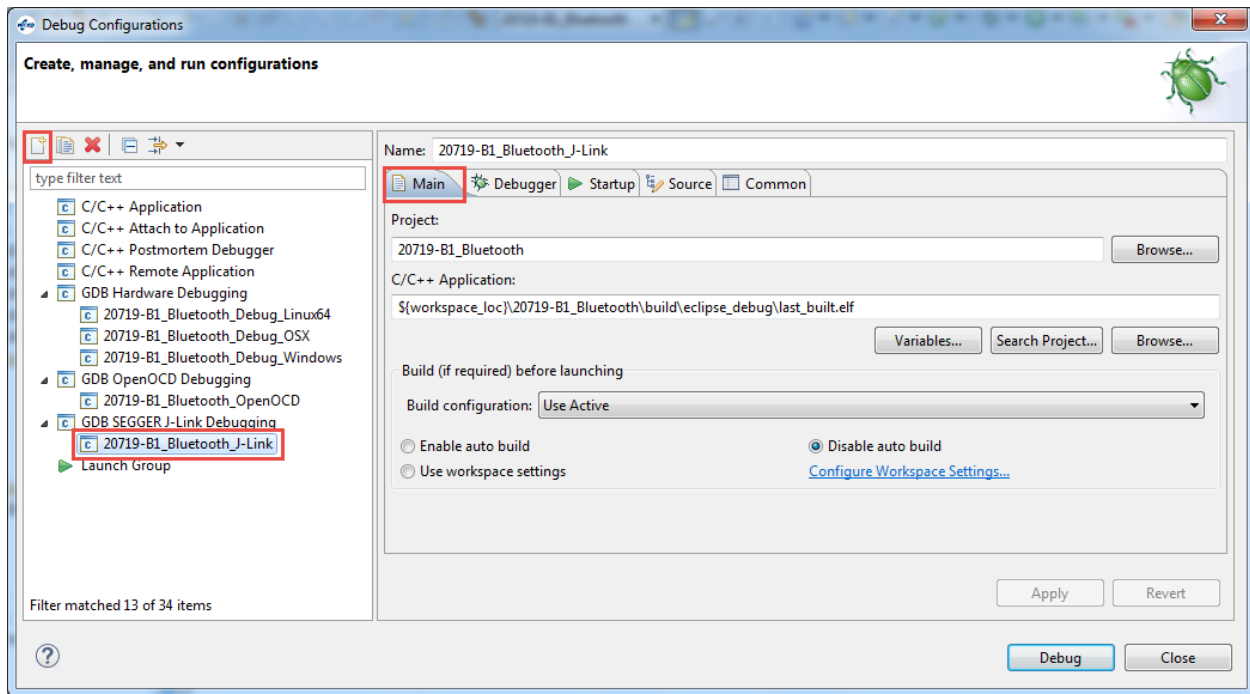 Debug Configurations
Create, manage, and run configurations
type filter text
C/C++ Application
C/C++ Attach to Application
C/C++ Postmortem Debugger
C/C++ Remote Application
GDB Hardware Debugging
20719-B1_Bluetooth_Debug_Linux64
20719-B1_Bluetooth_Debug_OSX
20719-B1_Bluetooth_Debug_Windows
GDB OpenOCD Debugging
20719-B1_Bluetooth_OpenOCD
GDB SEGGER J-Link Debugging
20719-B1_Bluetooth_J-Link
Launch Group
Filter matched 13 of 34 items
Name: 20719-B1_Bluetooth_J-Link
Main Debugger Startup Source Common
Project:
20719-B1_Bluetooth
Browse...
C/C++ Application:
${workspace_loc}\20719-B1_Bluetooth\build\eclipse_debug\last_built.elf
Variables... Search Project... Browse...
Build (if required) before launching
Build configuration: Use Active
Enable auto build Disable auto build
Use workspace settings Configure Workspace Settings...
Apply Revert
Debug Close